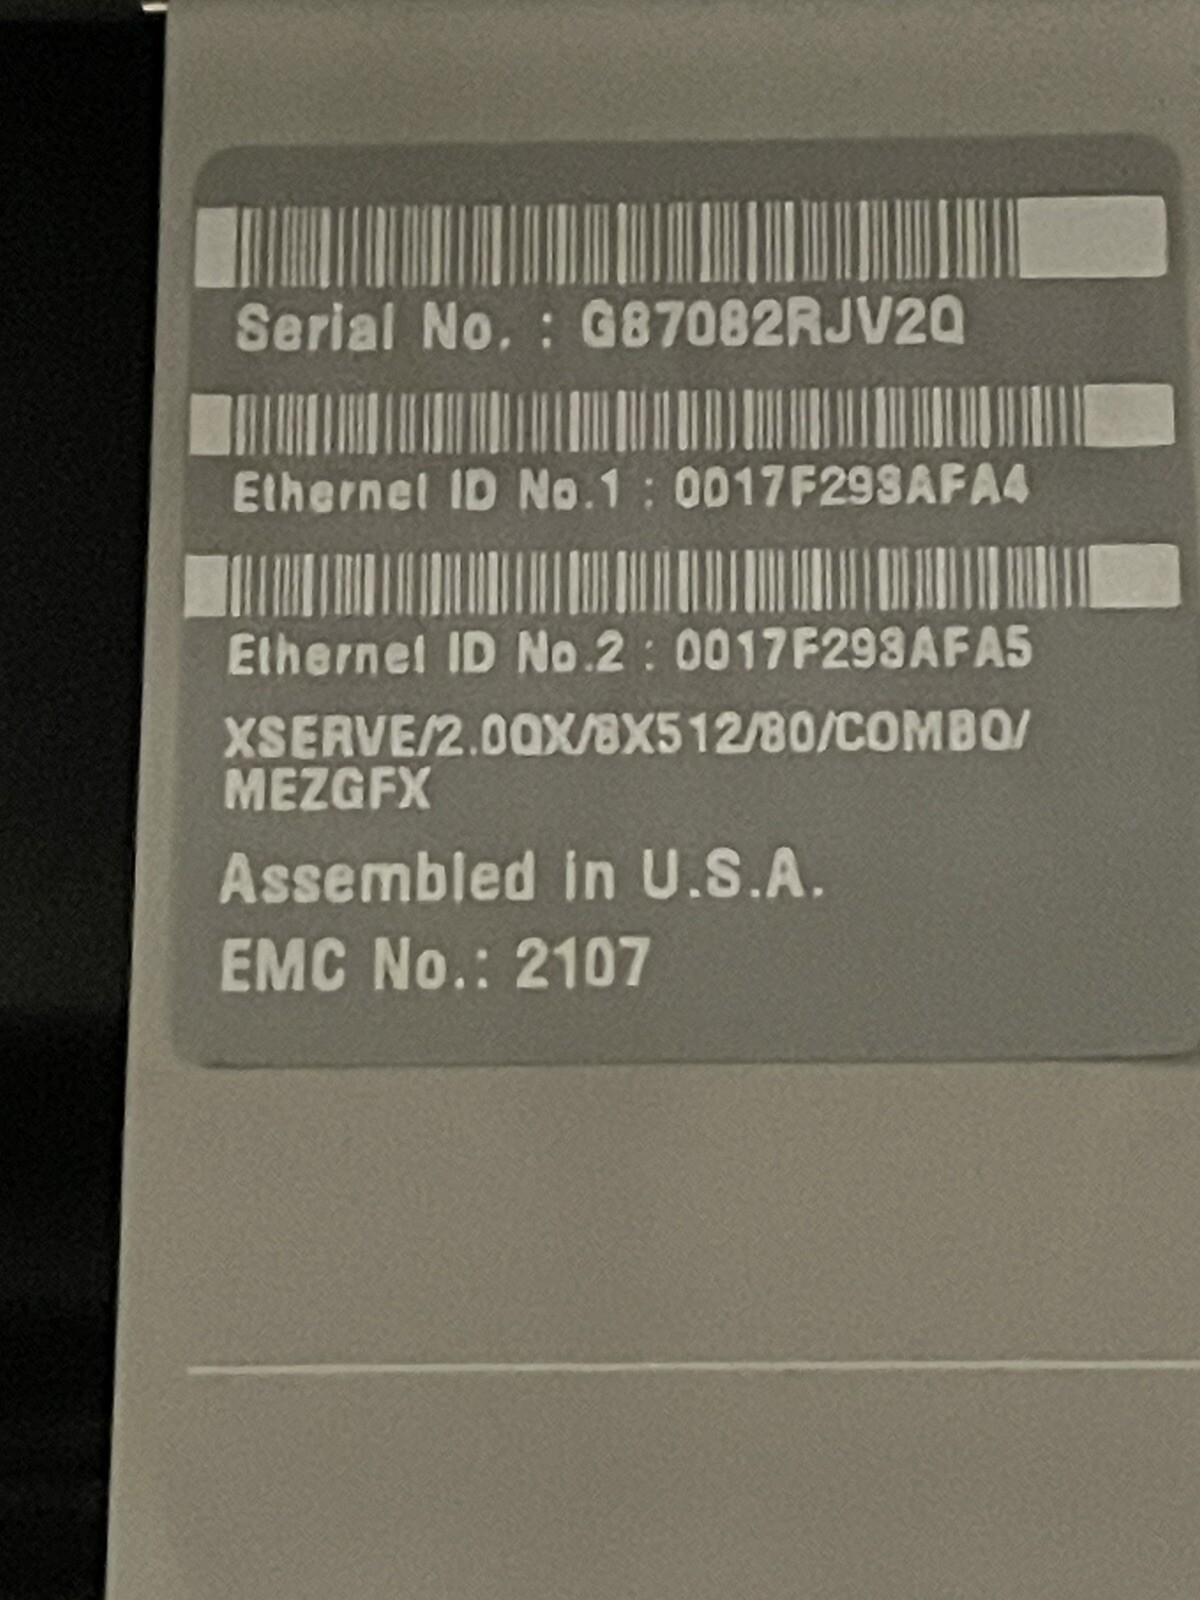 Serial No. : G87082RJV2Q
Ethernet ID No.1 : 0017F293AFA4
Ethernet ID No.2 : 0017F293AFA5
XSERVE/2.0QX/8X512/80/COMBO/
MEZGFX
Assembled in U.S.A.
EMC No.: 2107